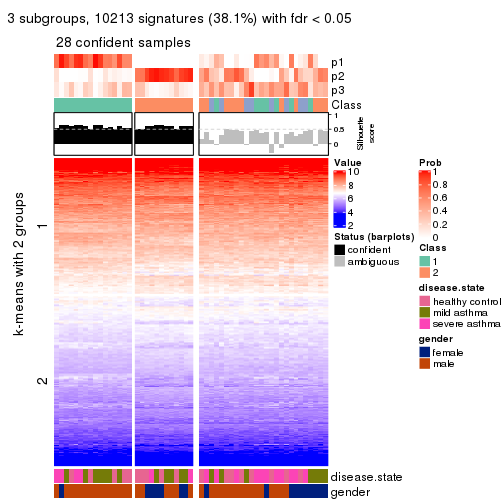 3 subgroups, 10213 signatures (38.1%) with fdr < 0.05
28 confident samples
p1
p2
p3
Class
1
0.5
0
Silhouette
score
k-means with 2 groups
1
2
Value
10
8
6
4
2
Status (barplots)
confident
ambiguous
Prob
1
0.8
0.6
0.4
0.2
0
Class
1
2
disease.state
healthy control
mild asthma
severe asthma
gender
female
male
disease.state
gender